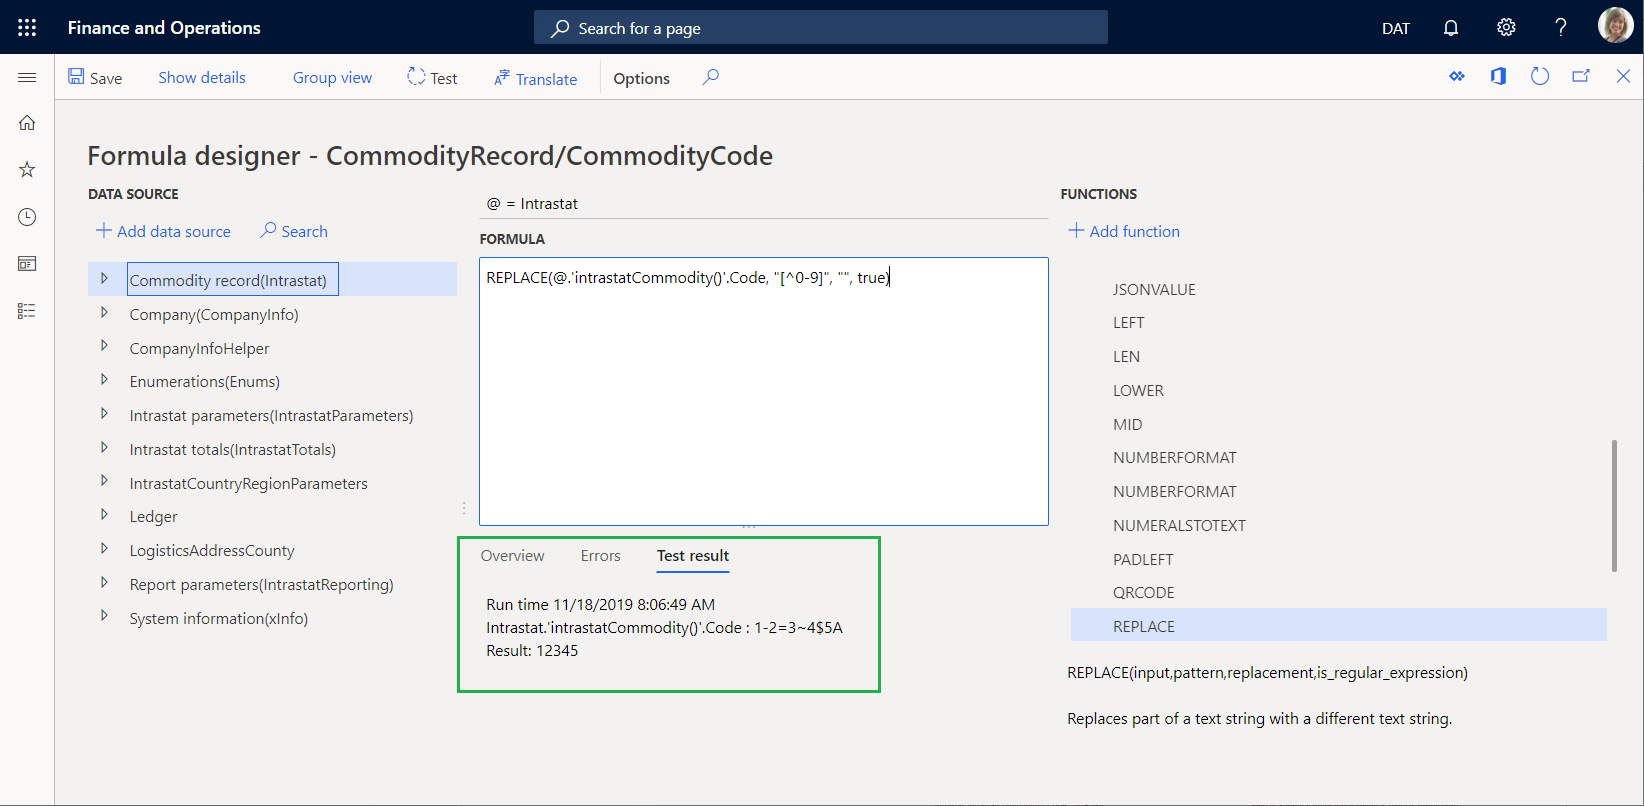 Finance and Operations
Search for a page
DAT
Save
Show details
Group view
Test
Translate
Options
Formula designer - CommodityRecord/CommodityCode
DATA SOURCE
Add data source
Search
Commodity record(Intrastat)
Company(CompanyInfo)
CompanyInfoHelper
Enumerations(Enums)
Intrastat parameters(IntrastatParameters)
Intrastat totals(IntrastatTotals)
IntrastatCountryRegionParameters
Ledger
LogisticsAddressCounty
Report parameters(IntrastatReporting)
System information(xInfo)
@ = Intrastat
FORMULA
REPLACE(@.'intrastatCommodity()'.Code, "[^0-9]", "", true)
Overview
Errors
Test result
Run time 11/18/2019 8:06:49 AM
Intrastat.'intrastatCommodity()'.Code : 1-2=3~4$5A
Result: 12345
FUNCTIONS
Add function
JSONVALUE
LEFT
LEN
LOWER
MID
NUMBERFORMAT
NUMBERFORMAT
NUMERALSTOTEXT
PADLEFT
QRCODE
REPLACE
REPLACE(input,pattern,replacement,is_regular_expression)
Replaces part of a text string with a different text string.